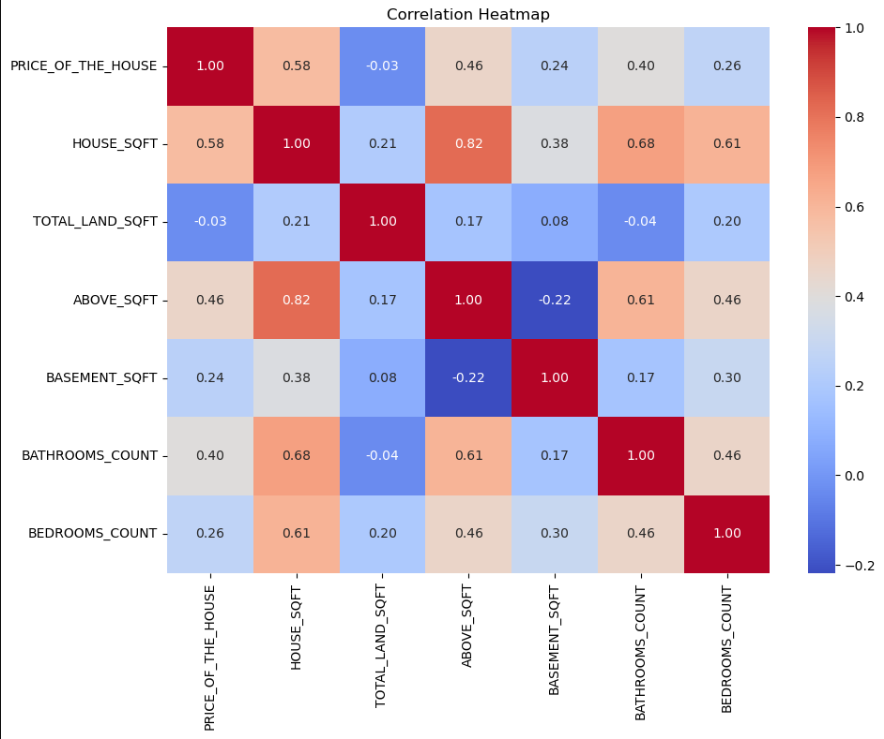 Correlation Heatmap
PRICE_OF_THE_HOUSE 1.00 0.58 -0.03 0.46 0.24 0.40 0.26
HOUSE_SQFT 0.58 1.00 0.21 0.82 0.38 0.68 0.61
TOTAL_LAND_SQFT -0.03 0.21 1.00 0.17 0.08 -0.04 0.20
ABOVE_SQFT 0.46 0.82 0.17 1.00 -0.22 0.61 0.46
BASEMENT_SQFT 0.24 0.38 0.08 -0.22 1.00 0.17 0.30
BATHROOMS_COUNT 0.40 0.68 -0.04 0.61 0.17 1.00 0.46
BEDROOMS_COUNT 0.26 0.61 0.20 0.46 0.30 0.46 1.00
PRICE_OF_THE_HOUSE
HOUSE_SQFT
TOTAL_LAND_SQFT
ABOVE_SQFT
BASEMENT_SQFT
BATHROOMS_COUNT
BEDROOMS_COUNT
1.0
0.8
0.6
0.4
0.2
0.0
−0.2